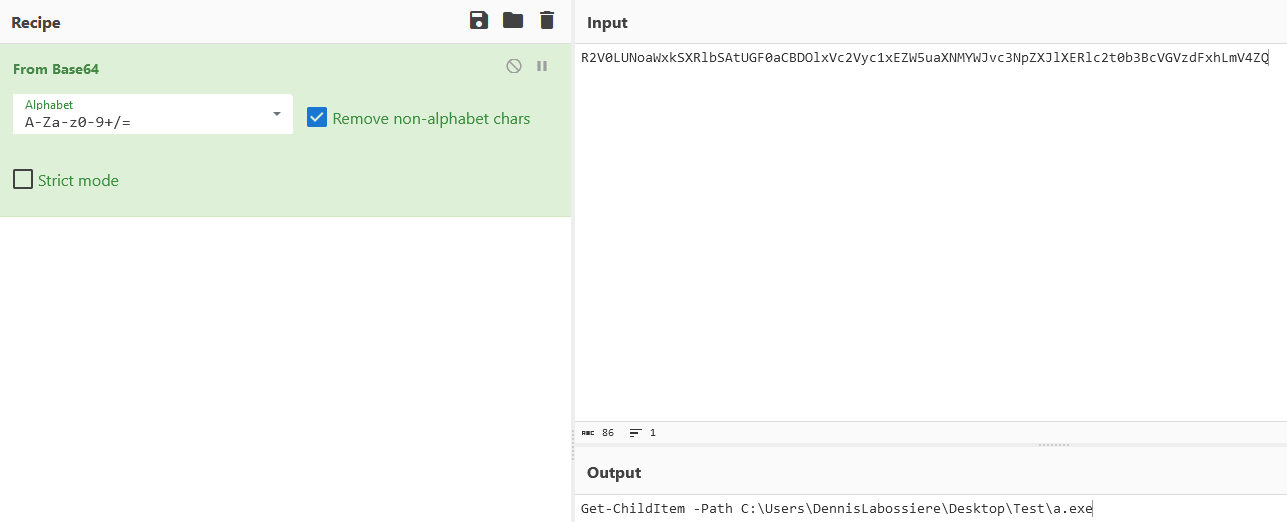 Recipe
From Base64
Alphabet
A-Za-z0-9+/=
Remove non-alphabet chars
Strict mode
Input
R2V0LUNoaWxkSXRlbSAtUGF0aCBDOlxVc2Vyc1xEZW5uaXNMYWJvc3NpZXJlXERlc2t0b3BcVGVzdFxhLmV4ZQ
ABC 86 1
Output
Get-ChildItem -Path C:\Users\DennisLabossiere\Desktop\Test\a.exe